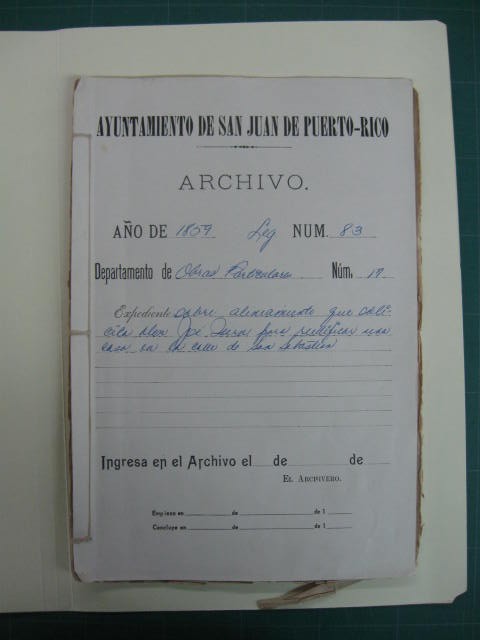 AYUNTAMIENTO DE SAN JUAN DE PUERTO-RICO
ARCHIVO.
AÑO DE 1859 Leg NUM. 83
Departamento de Obras Particulares Núm. 19
Expediente sobre alineamiento que soli-
cita don José para reedificar una
casa en la calle de San Sebastián
Ingresa en el Archivo el de de
EL ARCHIVERO.
Empieza en de de 1
Concluye en de de 1